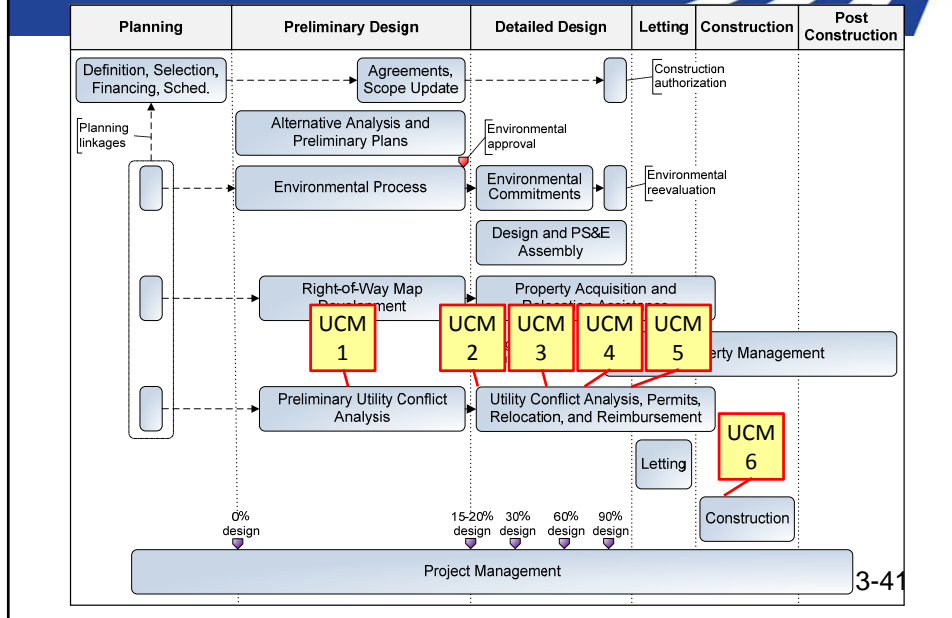 Planning
Preliminary Design
Detailed Design
Letting
Construction
Post
Construction
Definition, Selection,
Financing, Sched.
Agreements,
Scope Update
Construction
authorization
Planning
linkages
Alternative Analysis and
Preliminary Plans
Environmental
approval
Environmental Process
Environmental
Commitments
Environmental
reevaluation
Design and PS&E
Assembly
Right-of-Way Map
Development
Property Acquisition and
Relocation Assistance
UCM
1
UCM
2
UCM
3
UCM
4
UCM
5
erty Management
Preliminary Utility Conflict
Analysis
Utility Conflict Analysis, Permits,
Relocation, and Reimbursement
UCM
6
Letting
Construction
0%
design
15-20%
design
30%
design
60%
design
90%
design
Project Management
3-41